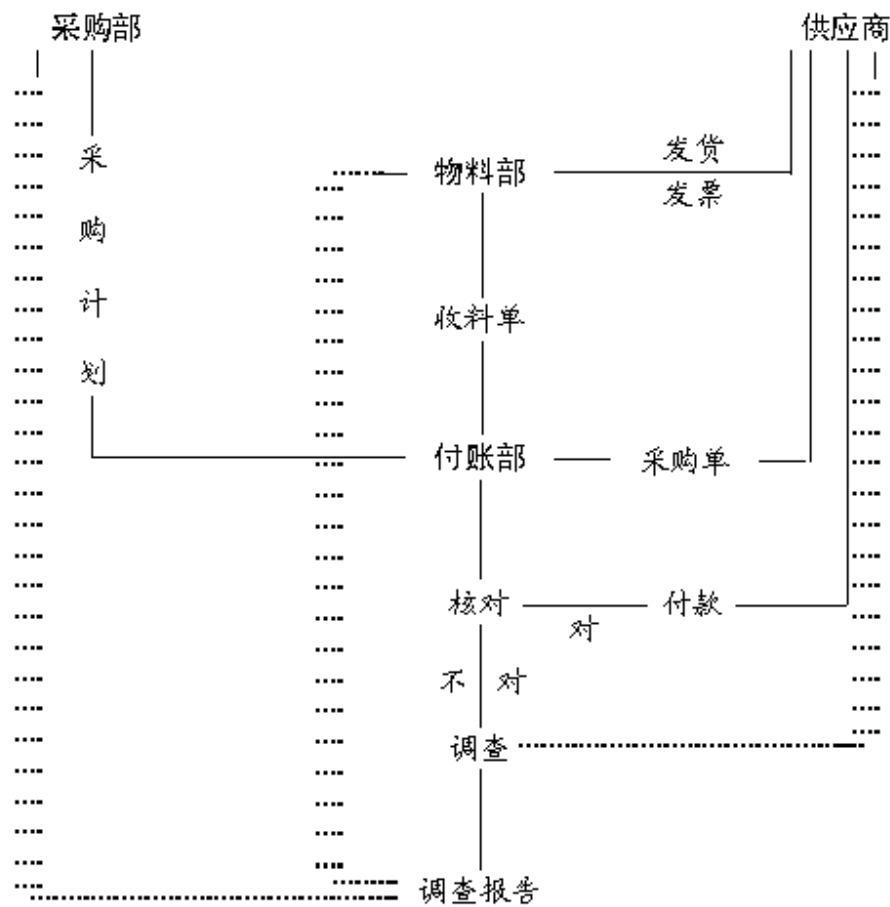 采购部
供应商
采购计划
物料部
发货
发票
收料单
付账部
采购单
核对
对
付款
不对
调查
调查报告